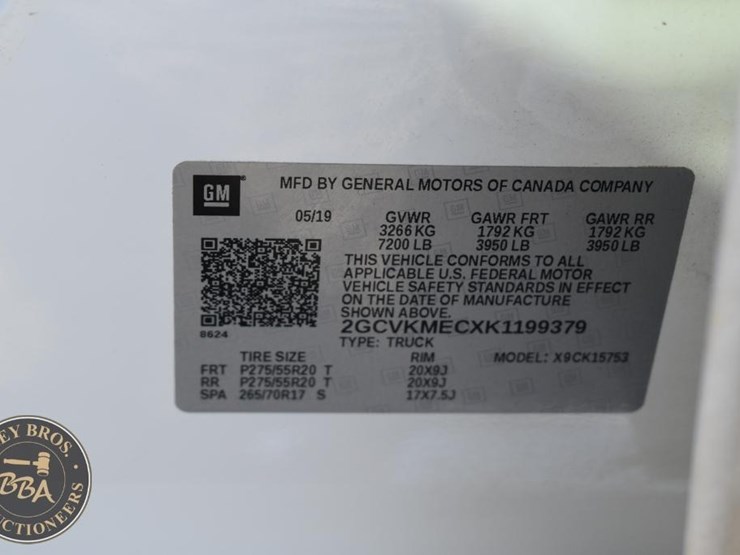 GM
MFD BY GENERAL MOTORS OF CANADA COMPANY
05/19 GVWR GAWR FRT GAWR RR
3266 KG 1792 KG 1792 KG
7200 LB 3950 LB 3950 LB
THIS VEHICLE CONFORMS TO ALL
APPLICABLE U.S. FEDERAL MOTOR
VEHICLE SAFETY STANDARDS IN EFFECT
ON THE DATE OF MANUFACTURE
SHOWN ABOVE.
8624
2GCVKMECXK1199379
TYPE: TRUCK
TIRE SIZE RIM MODEL: X9CK15753
FRT P275/55R20 T 20X9J
RR P275/55R20 T 20X9J
SPA 265/70R17 S 17X7.5J
EY BROS.
BBA
CTIONEERS